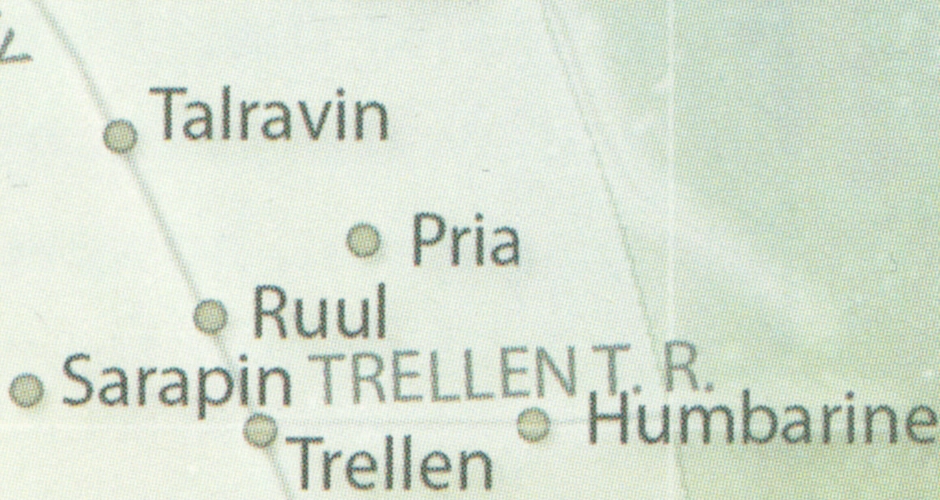 Talravin
Pria
Ruul
Sarapin
TRELLEN T. R.
Humbarine
Trellen